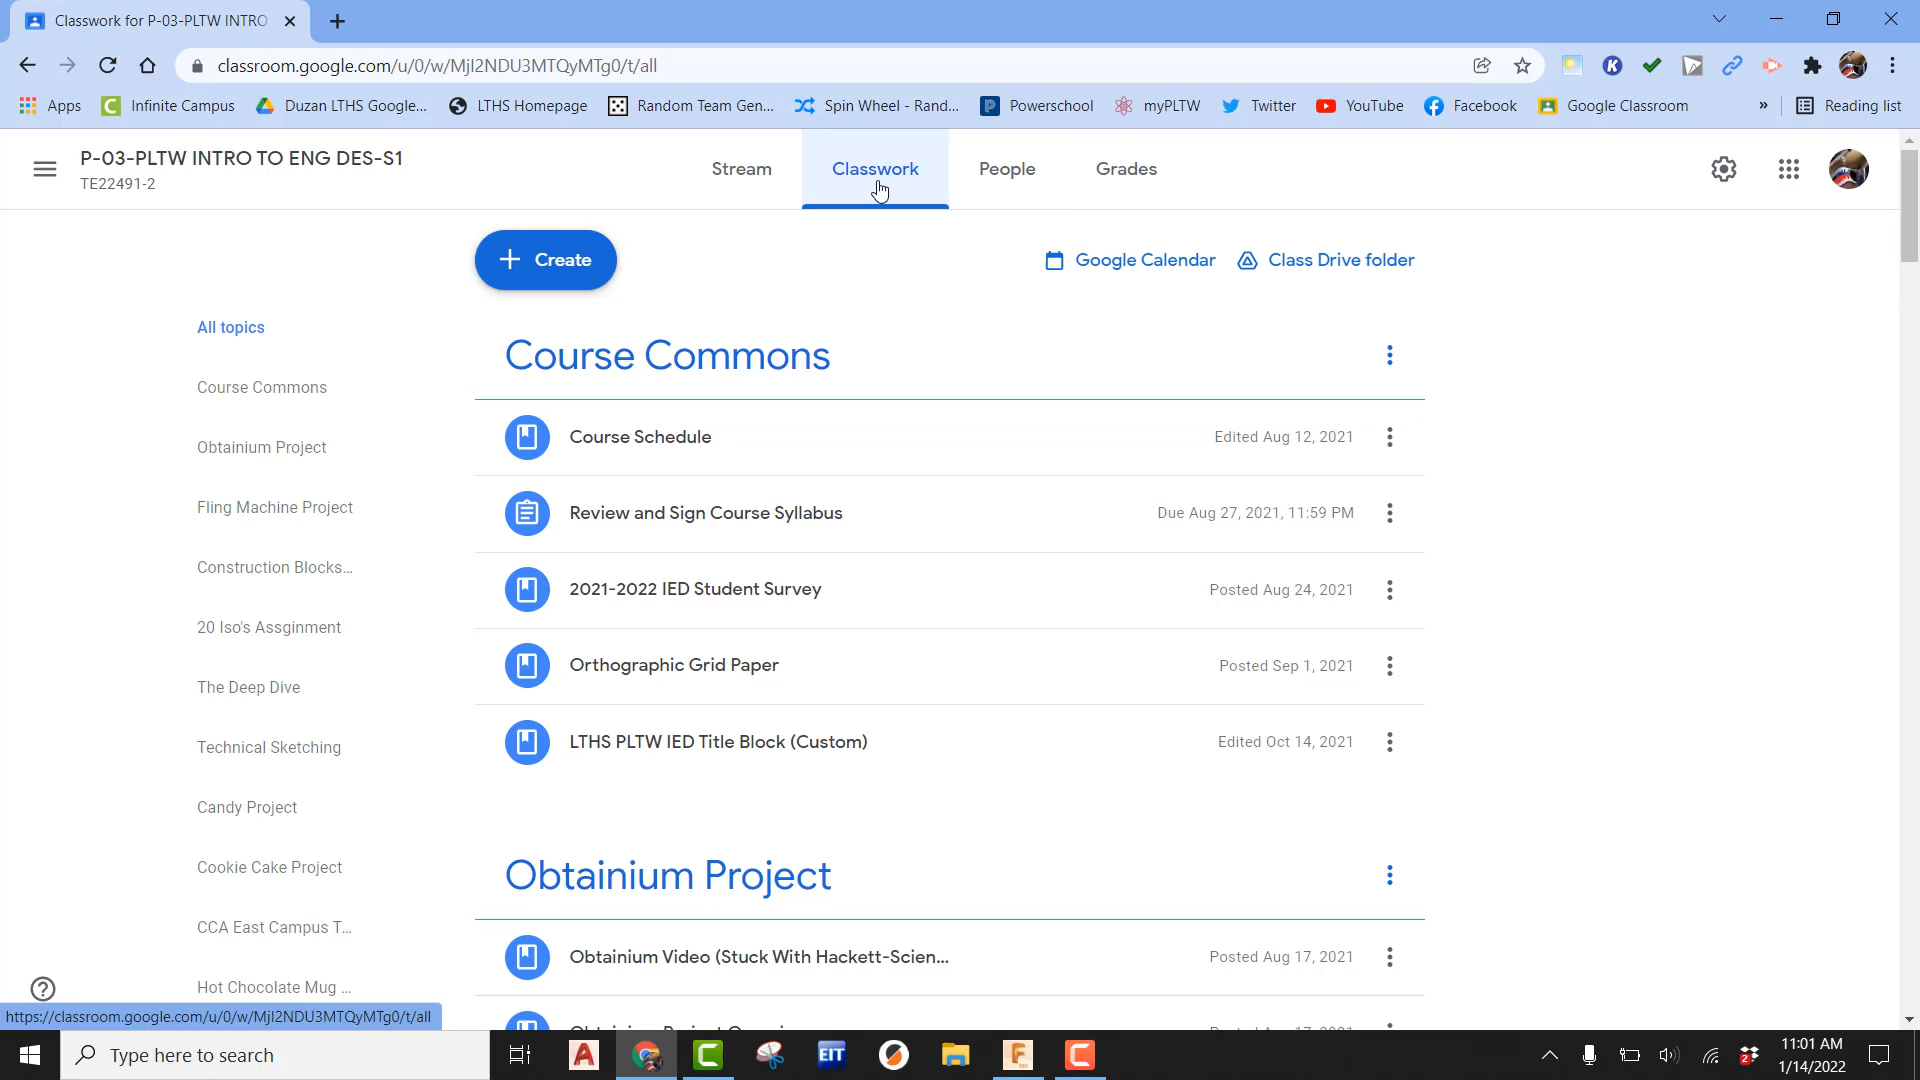 Classwork for P-03-PLTW INTRO
classroom.google.com/u/0/w/MjI2NDU3MTQyMTg0/t/all
Apps
Infinite Campus
Duzan LTHS Google...
LTHS Homepage
Random Team Gen...
Spin Wheel - Rand...
Powerschool
myPLTW
Twitter
YouTube
Facebook
Google Classroom
»
Reading list
P-03-PLTW INTRO TO ENG DES-S1
TE22491-2
Stream
Classwork
People
Grades
Create
Google Calendar
Class Drive folder
All topics
Course Commons
Obtainium Project
Fling Machine Project
Construction Blocks...
20 Iso's Assginment
The Deep Dive
Technical Sketching
Candy Project
Cookie Cake Project
CCA East Campus T...
Hot Chocolate Mug ...
Course Commons
Course Schedule
Edited Aug 12, 2021
Review and Sign Course Syllabus
Due Aug 27, 2021, 11:59 PM
2021-2022 IED Student Survey
Posted Aug 24, 2021
Orthographic Grid Paper
Posted Sep 1, 2021
LTHS PLTW IED Title Block (Custom)
Edited Oct 14, 2021
Obtainium Project
Obtainium Video (Stuck With Hackett-Scien...
Posted Aug 17, 2021
https://classroom.google.com/u/0/w/MjI2NDU3MTQyMTg0/t/all
Type here to search
EIT
11:01 AM
1/14/2022